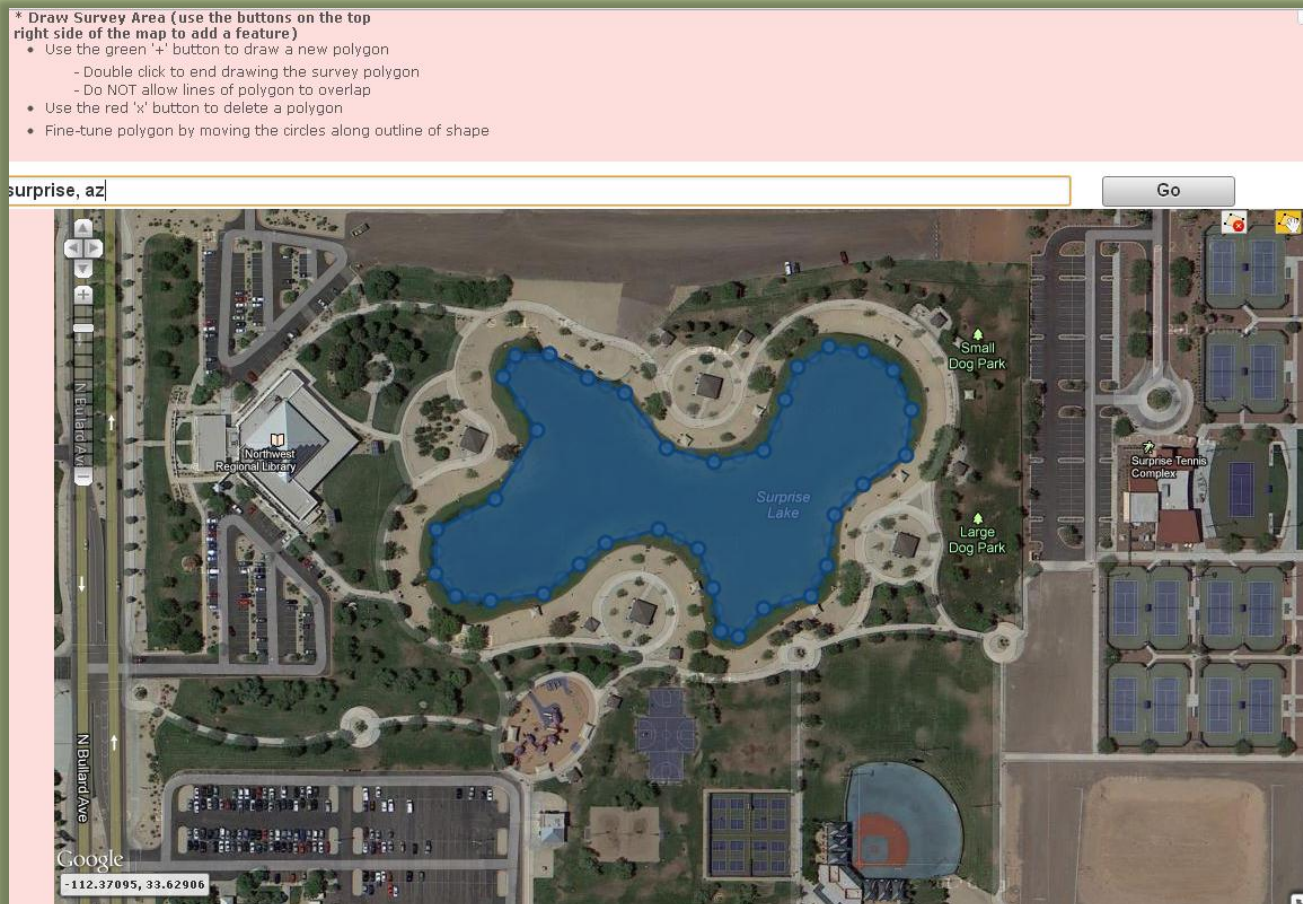 * Draw Survey Area (use the buttons on the top
right side of the map to add a feature)
• Use the green '+' button to draw a new polygon
- Double click to end drawing the survey polygon
- Do NOT allow lines of polygon to overlap
• Use the red 'x' button to delete a polygon
• Fine-tune polygon by moving the circles along outline of shape
surprise, az
Go
Small
Dog Park
N Bullard Ave
Northwest
Regional Library
Surprise Tennis
Complex
Surprise
Lake
Large
Dog Park
N Bullard Ave
Google
-112.37095, 33.62906